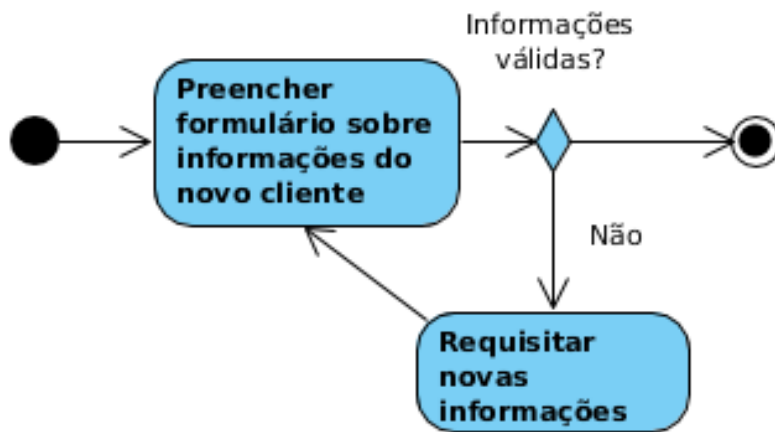 Informações
válidas?
Preencher
formulário sobre
informações do
novo cliente
Não
Requisitar
novas
informações